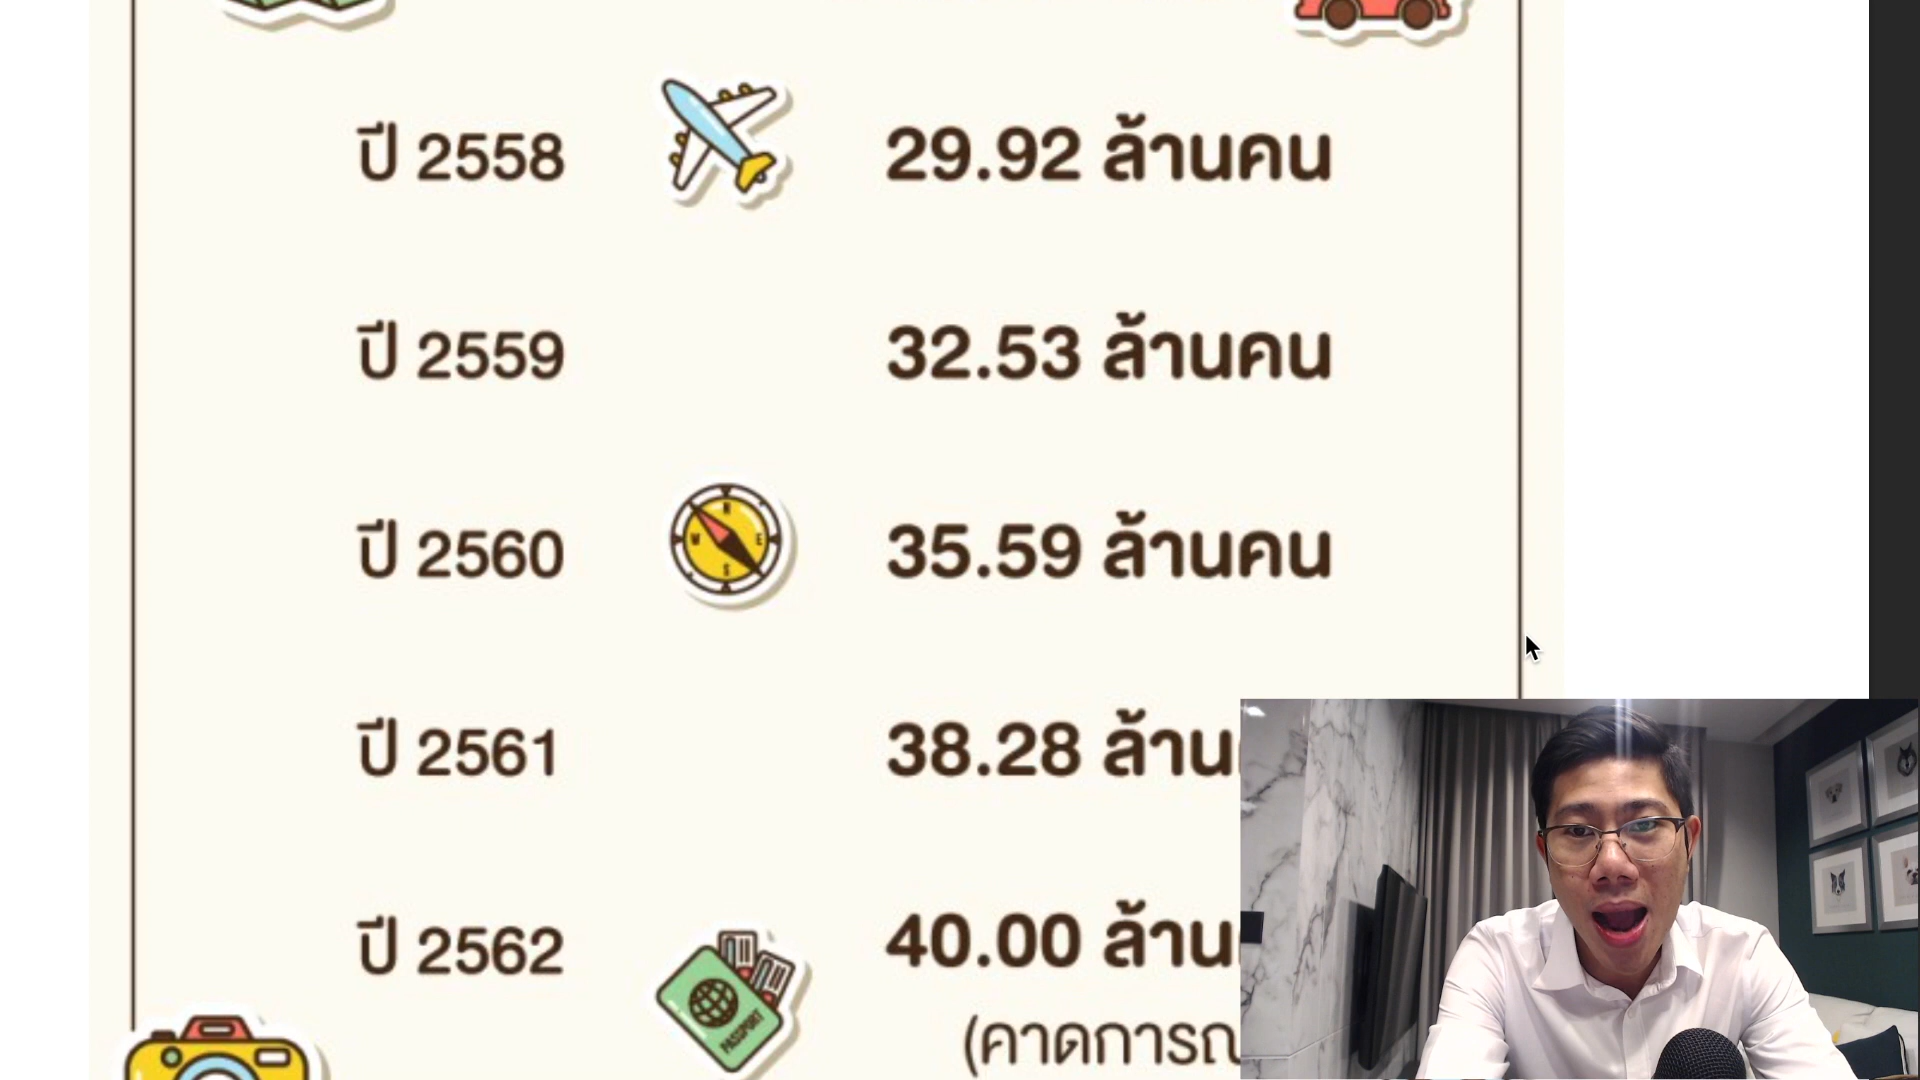 ปี 2558 29.92 ล้านคน
ปี 2559 32.53 ล้านคน
N
W E
S
ปี 2560 35.59 ล้านคน
ปี 2561 38.28 ล้าน
ปี 2562 40.00 ล้าน
PASSPORT
(คาดการณ